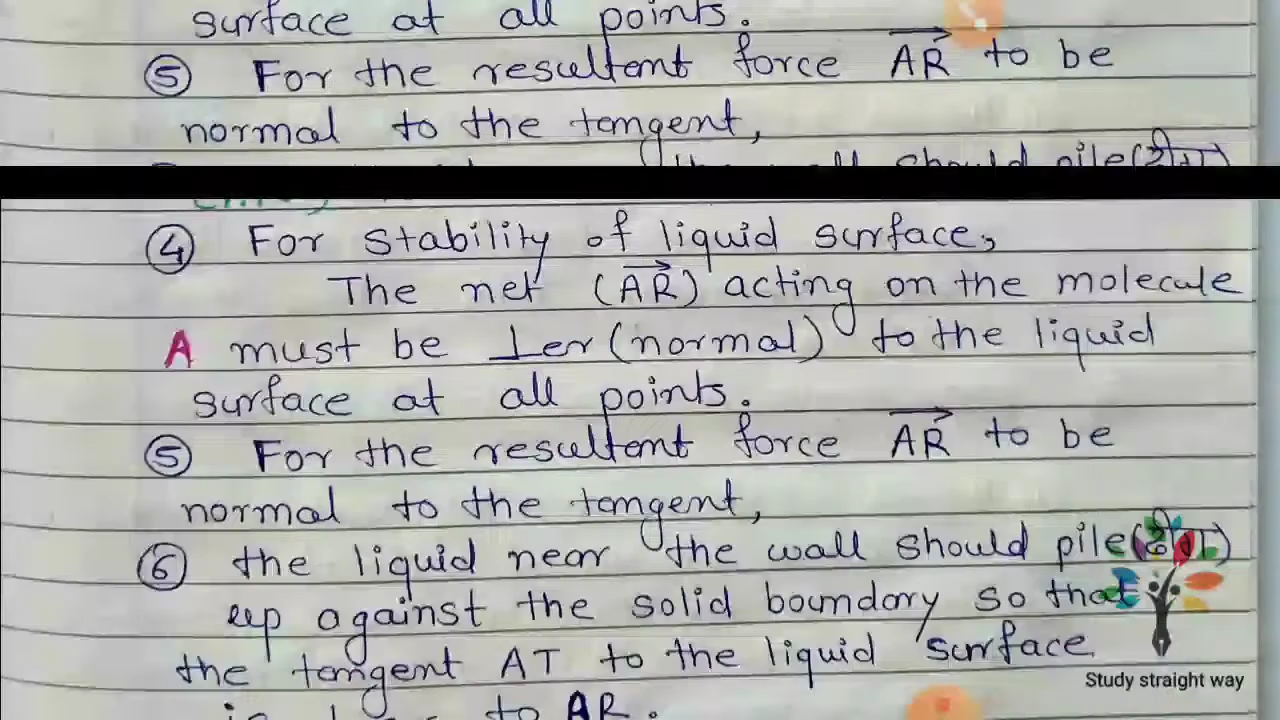 surface at all points.
⑤ For the resultent force AR to be
normal to the tangent,
④ For stability of liquid surface,
The net (AR) acting on the molecule
A must be ⊥er (normal) to the liquid
surface at all points.
⑤ For the resultent force AR to be
normal to the tangent,
⑥ the liquid near the wall should pile
up against the solid boundary so that
the tangent AT to the liquid surface
to AR.
Study straight way